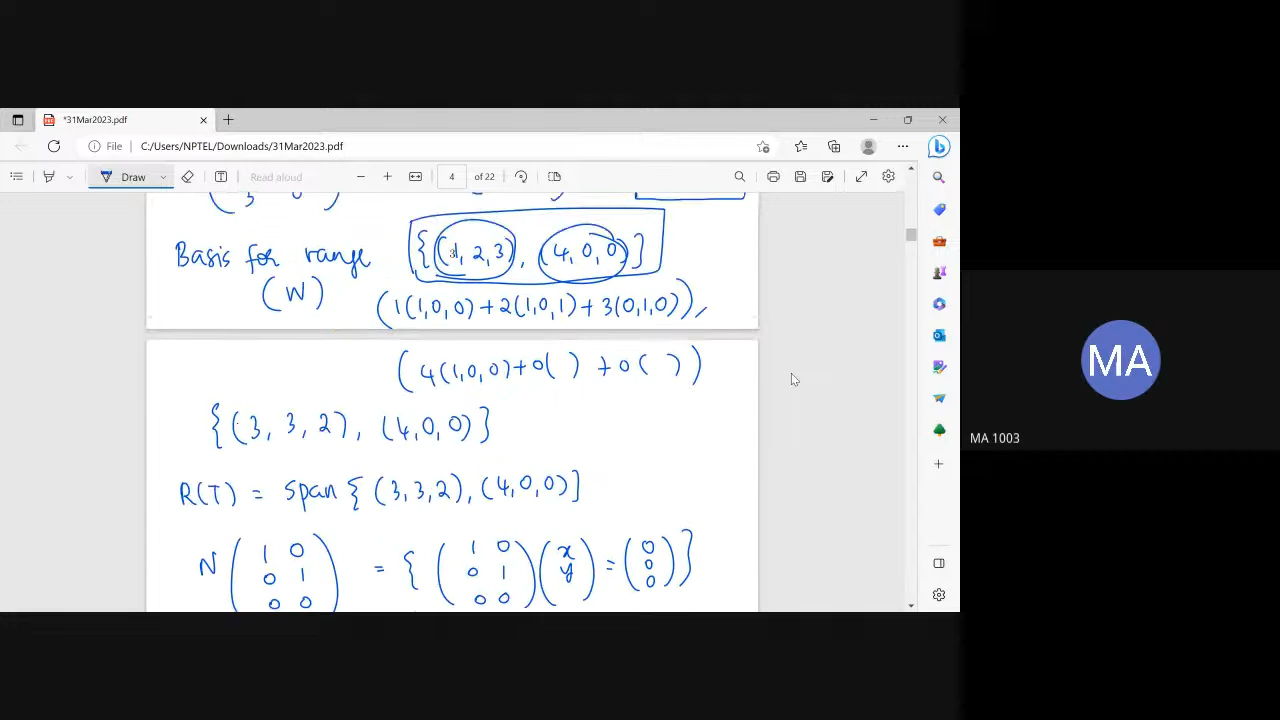 *31Mar2023.pdf
File C:/Users/NPTEL/Downloads/31Mar2023.pdf
Draw Read aloud 4 of 22
Basis for range {(1, 2, 3), (4, 0, 0)}
(W) (1(1,0,0) + 2(1,0,1) + 3(0,1,0)),
(4(1,0,0) + 0( ) + 0( ))
{(3, 3, 2), (4,0,0)}
R(T) = span {(3,3,2), (4,0,0)}
N ( 1 0 = { ( 1 0 ) ( x ) = ( 0 ) }
0 1 0 1 y 0
0 0 ) 0 0 0
MA
MA 1003